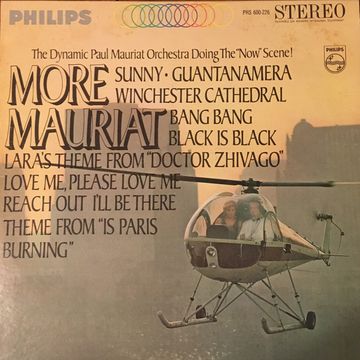 PHILIPS
PHS 600-226
STEREO
The Dynamic Paul Mauriat Orchestra Doing The "Now" Scene!
MORE
MAURIAT
SUNNY · GUANTANAMERA
WINCHESTER CATHEDRAL
BANG BANG
BLACK IS BLACK
LARA'S THEME FROM "DOCTOR ZHIVAGO"
LOVE ME, PLEASE LOVE ME
REACH OUT I'LL BE THERE
THEME FROM "IS PARIS
BURNING"
PHILIPS